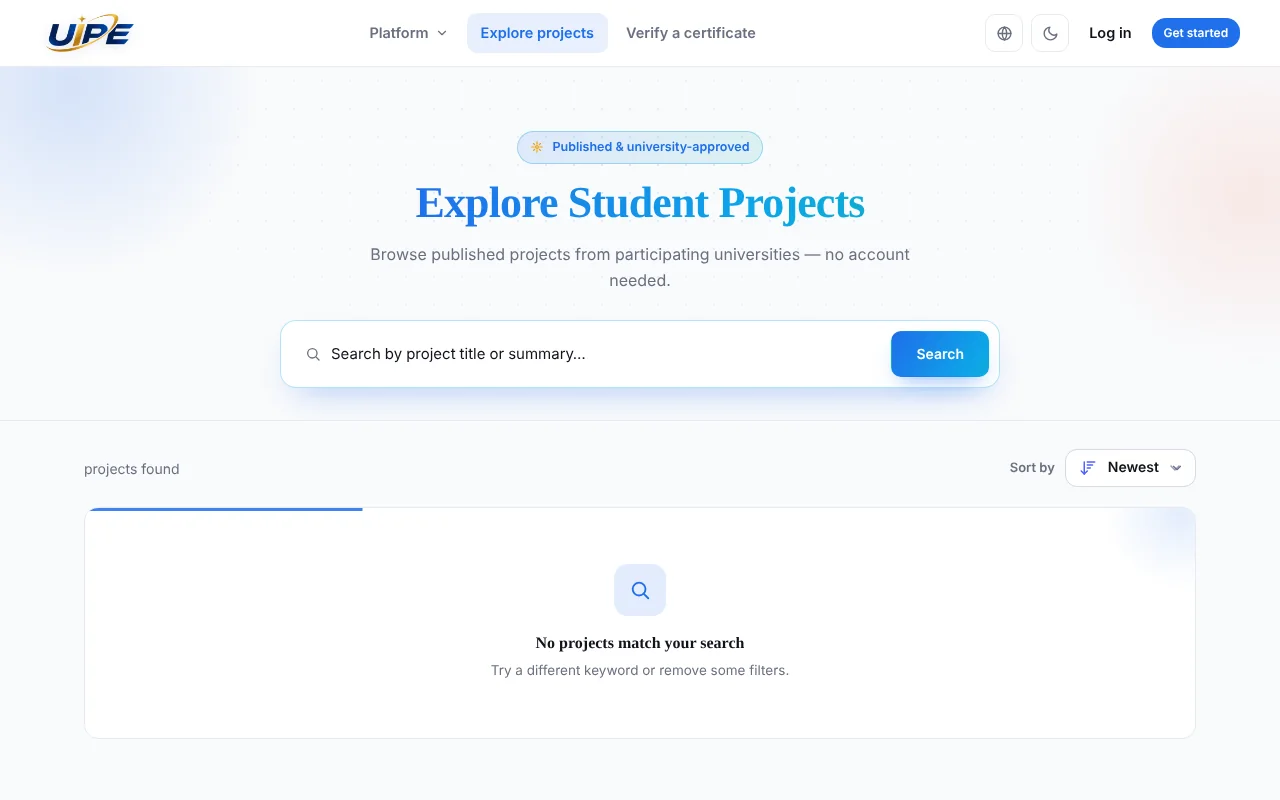 UIPE
Platform
Explore projects
Verify a certificate
Log in
Get started
Published & university-approved
Explore Student Projects
Browse published projects from participating universities — no account
needed.
Search by project title or summary...
Search
projects found
Sort by
Newest
No projects match your search
Try a different keyword or remove some filters.